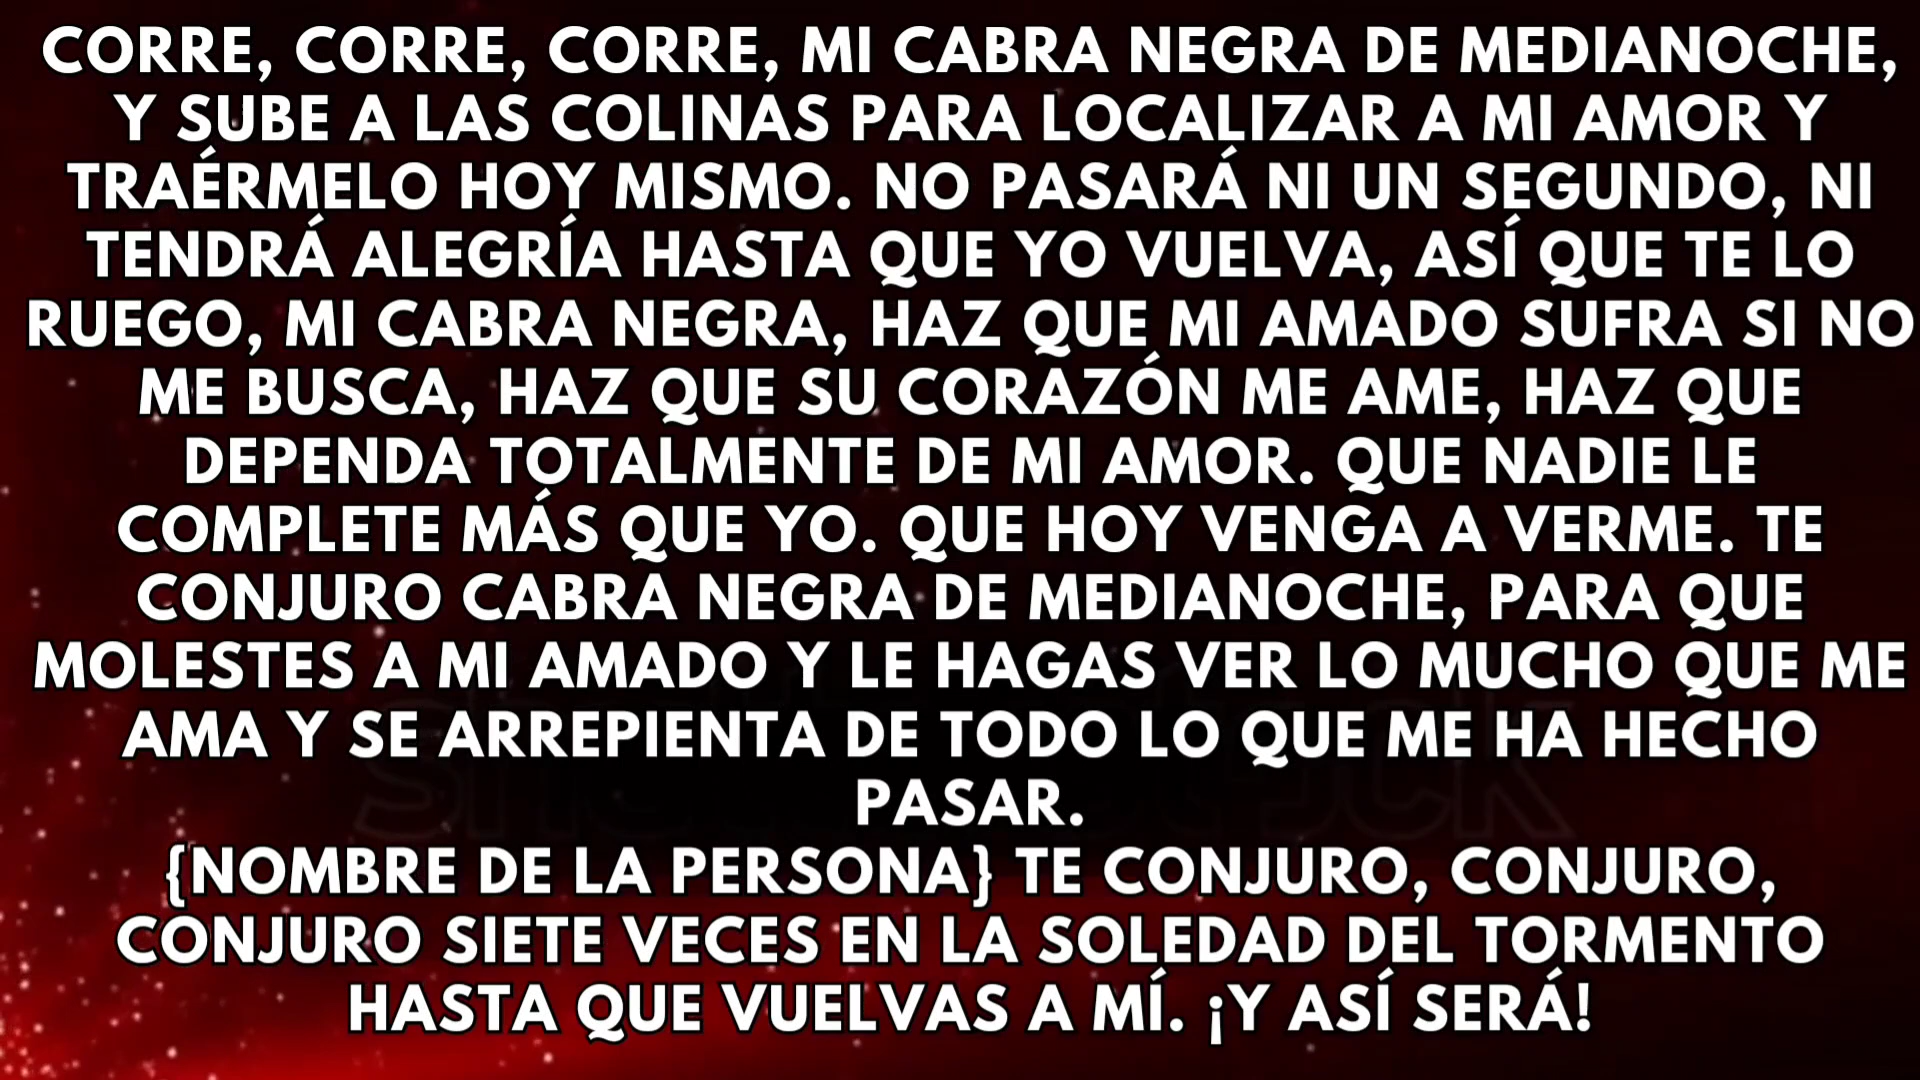 CORRE, CORRE, CORRE, MI CABRA NEGRA DE MEDIANOCHE,
Y SUBE A LAS COLINAS PARA LOCALIZAR A MI AMOR Y
TRAÉRMELO HOY MISMO. NO PASARÁ NI UN SEGUNDO, NI
TENDRÁ ALEGRÍA HASTA QUE YO VUELVA, ASÍ QUE TE LO
RUEGO, MI CABRA NEGRA, HAZ QUE MI AMADO SUFRA SI NO
ME BUSCA, HAZ QUE SU CORAZÓN ME AME, HAZ QUE
DEPENDA TOTALMENTE DE MI AMOR. QUE NADIE LE
COMPLETE MÁS QUE YO. QUE HOY VENGA A VERME. TE
CONJURO CABRA NEGRA DE MEDIANOCHE, PARA QUE
MOLESTES A MI AMADO Y LE HAGAS VER LO MUCHO QUE ME
AMA Y SE ARREPIENTA DE TODO LO QUE ME HA HECHO
PASAR.
{NOMBRE DE LA PERSONA} TE CONJURO, CONJURO,
CONJURO SIETE VECES EN LA SOLEDAD DEL TORMENTO
HASTA QUE VUELVAS A MÍ. ¡Y ASÍ SERÁ!